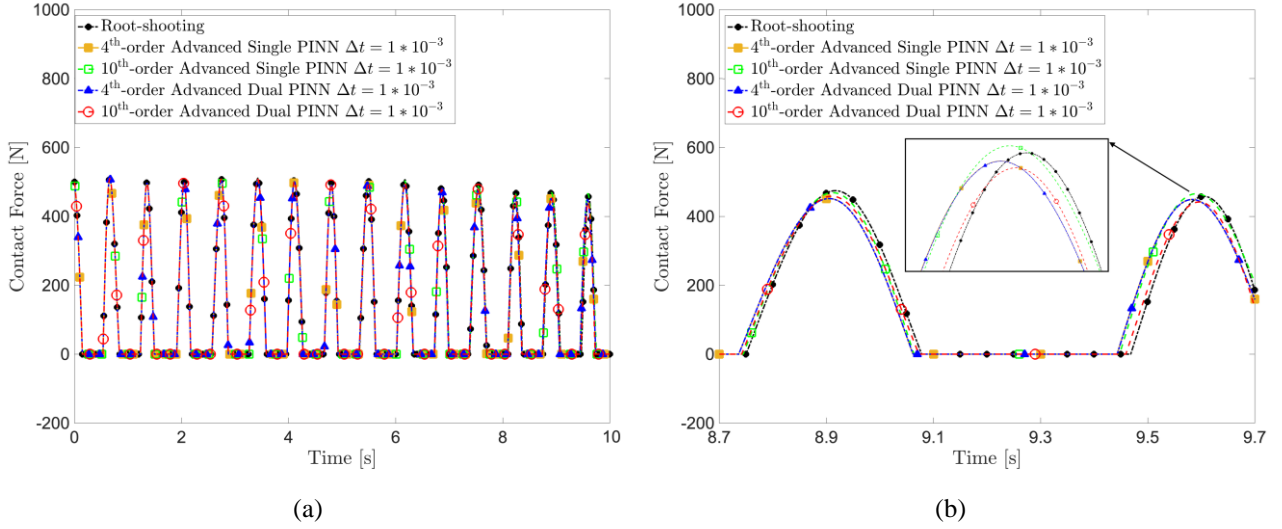 1000
800
600
400
200
0
-200
Contact Force [N]
0 2 4 6 8 10
Time [s]
Root-shooting
4th-order Advanced Single PINN Δt = 1 * 10⁻³
10th-order Advanced Single PINN Δt = 1 * 10⁻³
4th-order Advanced Dual PINN Δt = 1 * 10⁻³
10th-order Advanced Dual PINN Δt = 1 * 10⁻³
(a)
1000
800
600
400
200
0
-200
Contact Force [N]
8.7 8.9 9.1 9.3 9.5 9.7
Time [s]
Root-shooting
4th-order Advanced Single PINN Δt = 1 * 10⁻³
10th-order Advanced Single PINN Δt = 1 * 10⁻³
4th-order Advanced Dual PINN Δt = 1 * 10⁻³
10th-order Advanced Dual PINN Δt = 1 * 10⁻³
(b)